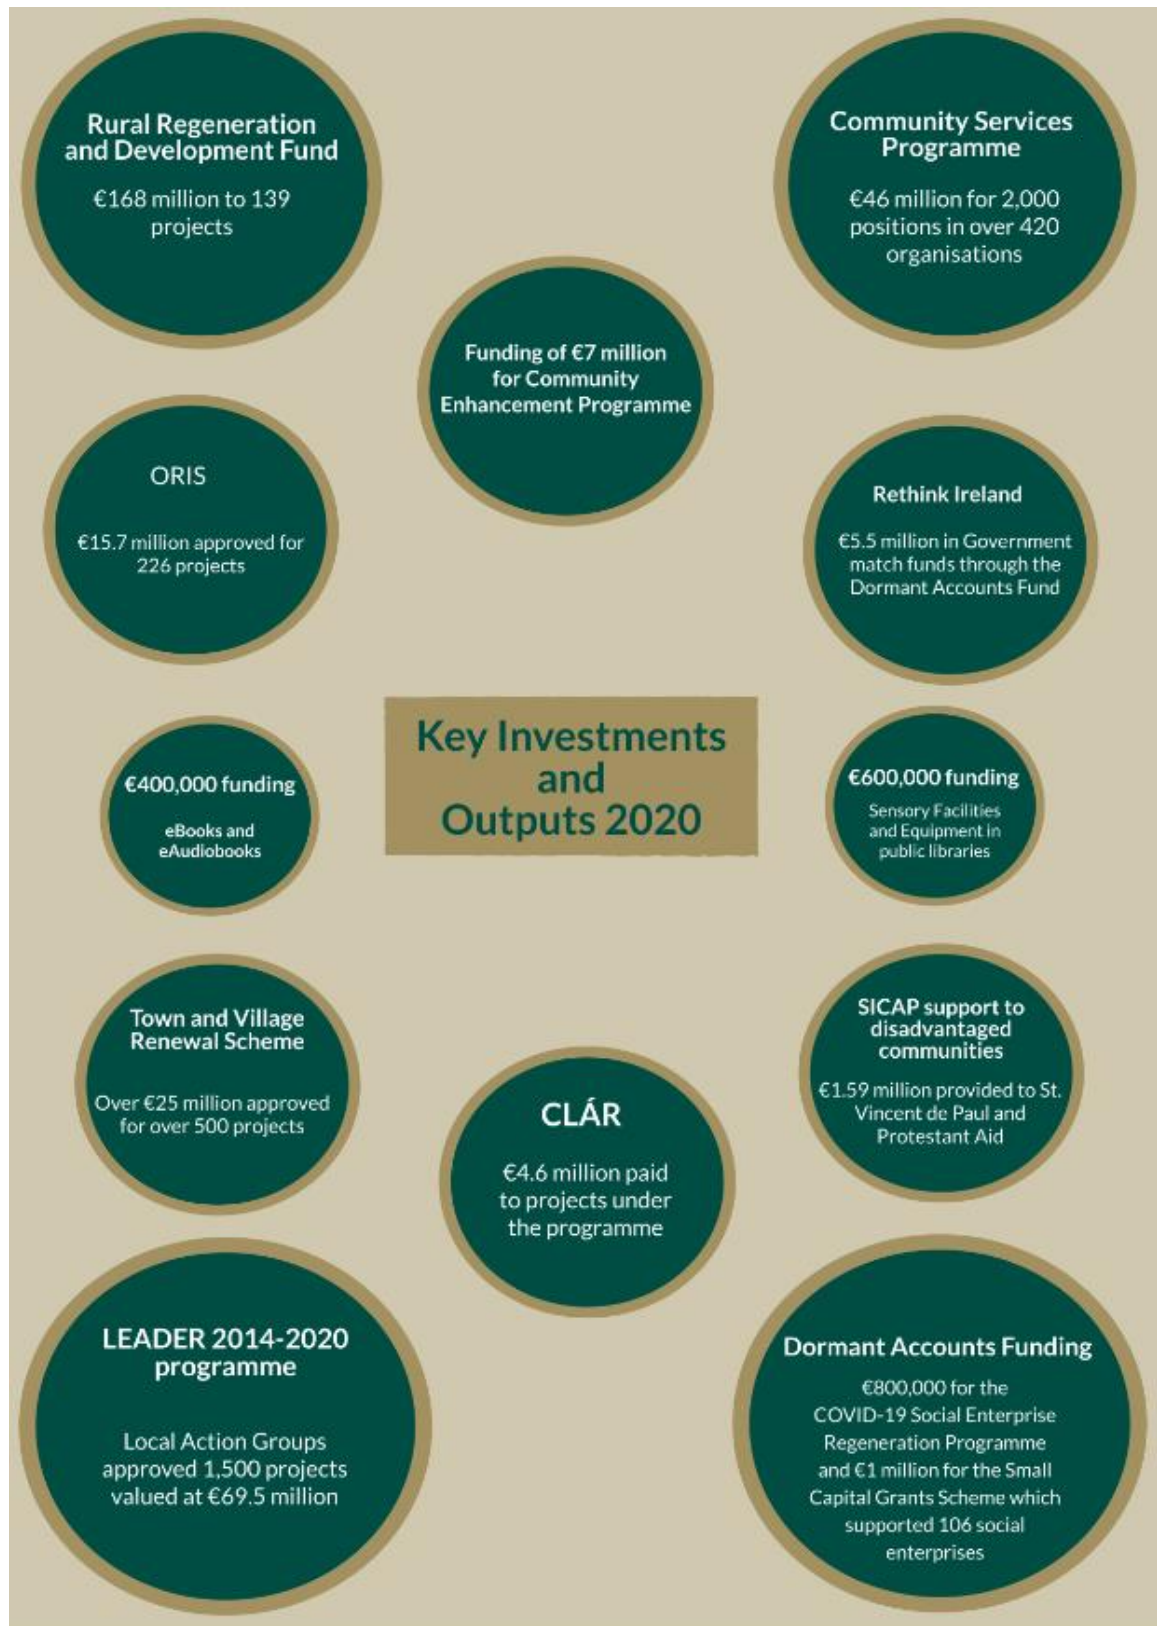 Rural Regeneration
and Development Fund
€168 million to 139
projects
Community Services
Programme
€46 million for 2,000
positions in over 420
organisations
Funding of €7 million
for Community
Enhancement Programme
ORIS
€15.7 million approved for
226 projects
Rethink Ireland
€5.5 million in Government
match funds through the
Dormant Accounts Fund
Key Investments
and
Outputs 2020
€400,000 funding
eBooks and
eAudiobooks
€600,000 funding
Sensory Facilities
and Equipment in
public libraries
Town and Village
Renewal Scheme
Over €25 million approved
for over 500 projects
SICAP support to
disadvantaged
communities
€1.59 million provided to St.
Vincent de Paul and
Protestant Aid
CLÁR
€4.6 million paid
to projects under
the programme
LEADER 2014-2020
programme
Local Action Groups
approved 1,500 projects
valued at €69.5 million
Dormant Accounts Funding
€800,000 for the
COVID-19 Social Enterprise
Regeneration Programme
and €1 million for the Small
Capital Grants Scheme which
supported 106 social
enterprises